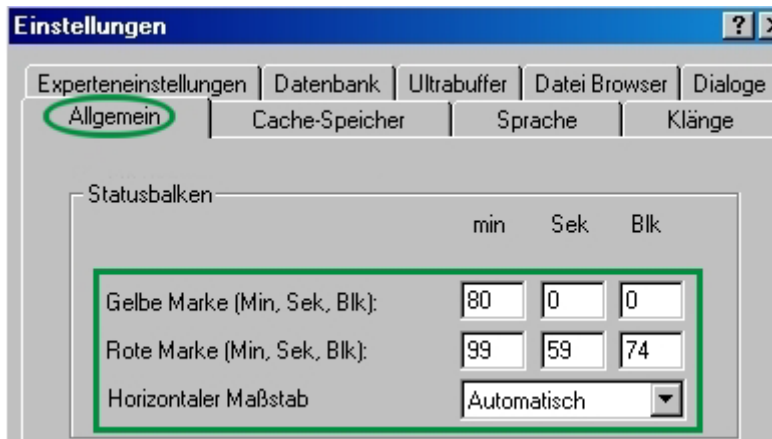 Einstellungen
Experteneinstellungen Datenbank Ultrabuffer Datei Browser Dialoge
Allgemein Cache-Speicher Sprache Klänge
Statusbalken
min Sek Blk
Gelbe Marke (Min, Sek, Blk): 80 0 0
Rote Marke (Min, Sek, Blk): 99 59 74
Horizontaler Maßstab Automatisch